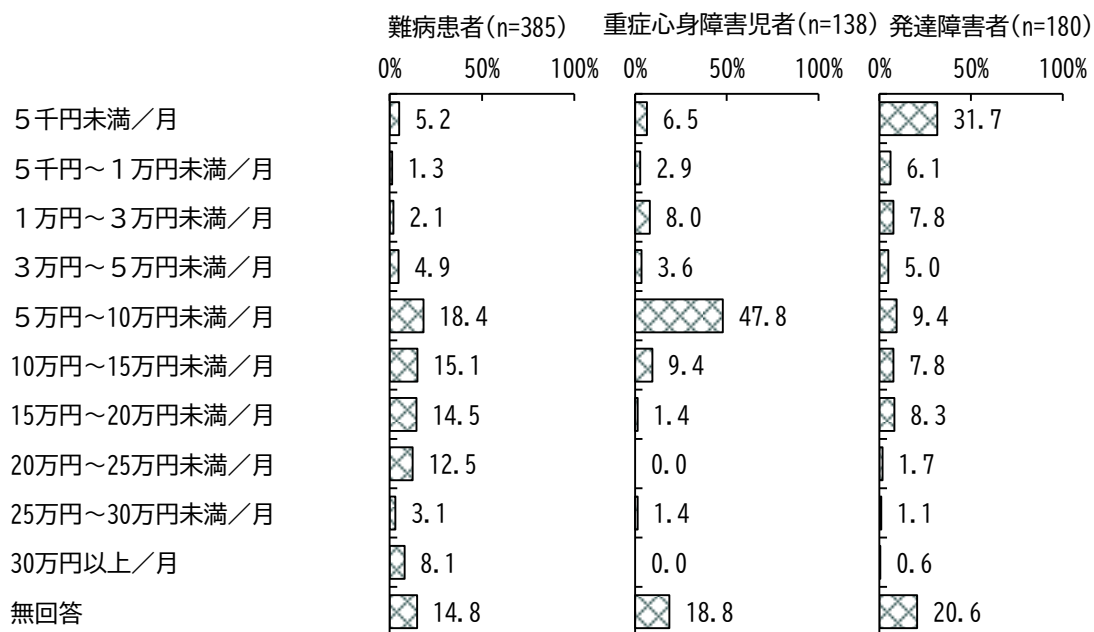 難病患者(n=385) 重症心身障害児者(n=138) 発達障害者(n=180)
0% 50% 100% 0% 50% 100% 0% 50% 100%
５千円未満／月 5.2 6.5 31.7
５千円～１万円未満／月 1.3 2.9 6.1
１万円～３万円未満／月 2.1 8.0 7.8
３万円～５万円未満／月 4.9 3.6 5.0
５万円～10万円未満／月 18.4 47.8 9.4
10万円～15万円未満／月 15.1 9.4 7.8
15万円～20万円未満／月 14.5 1.4 8.3
20万円～25万円未満／月 12.5 0.0 1.7
25万円～30万円未満／月 3.1 1.4 1.1
30万円以上／月 8.1 0.0 0.6
無回答 14.8 18.8 20.6